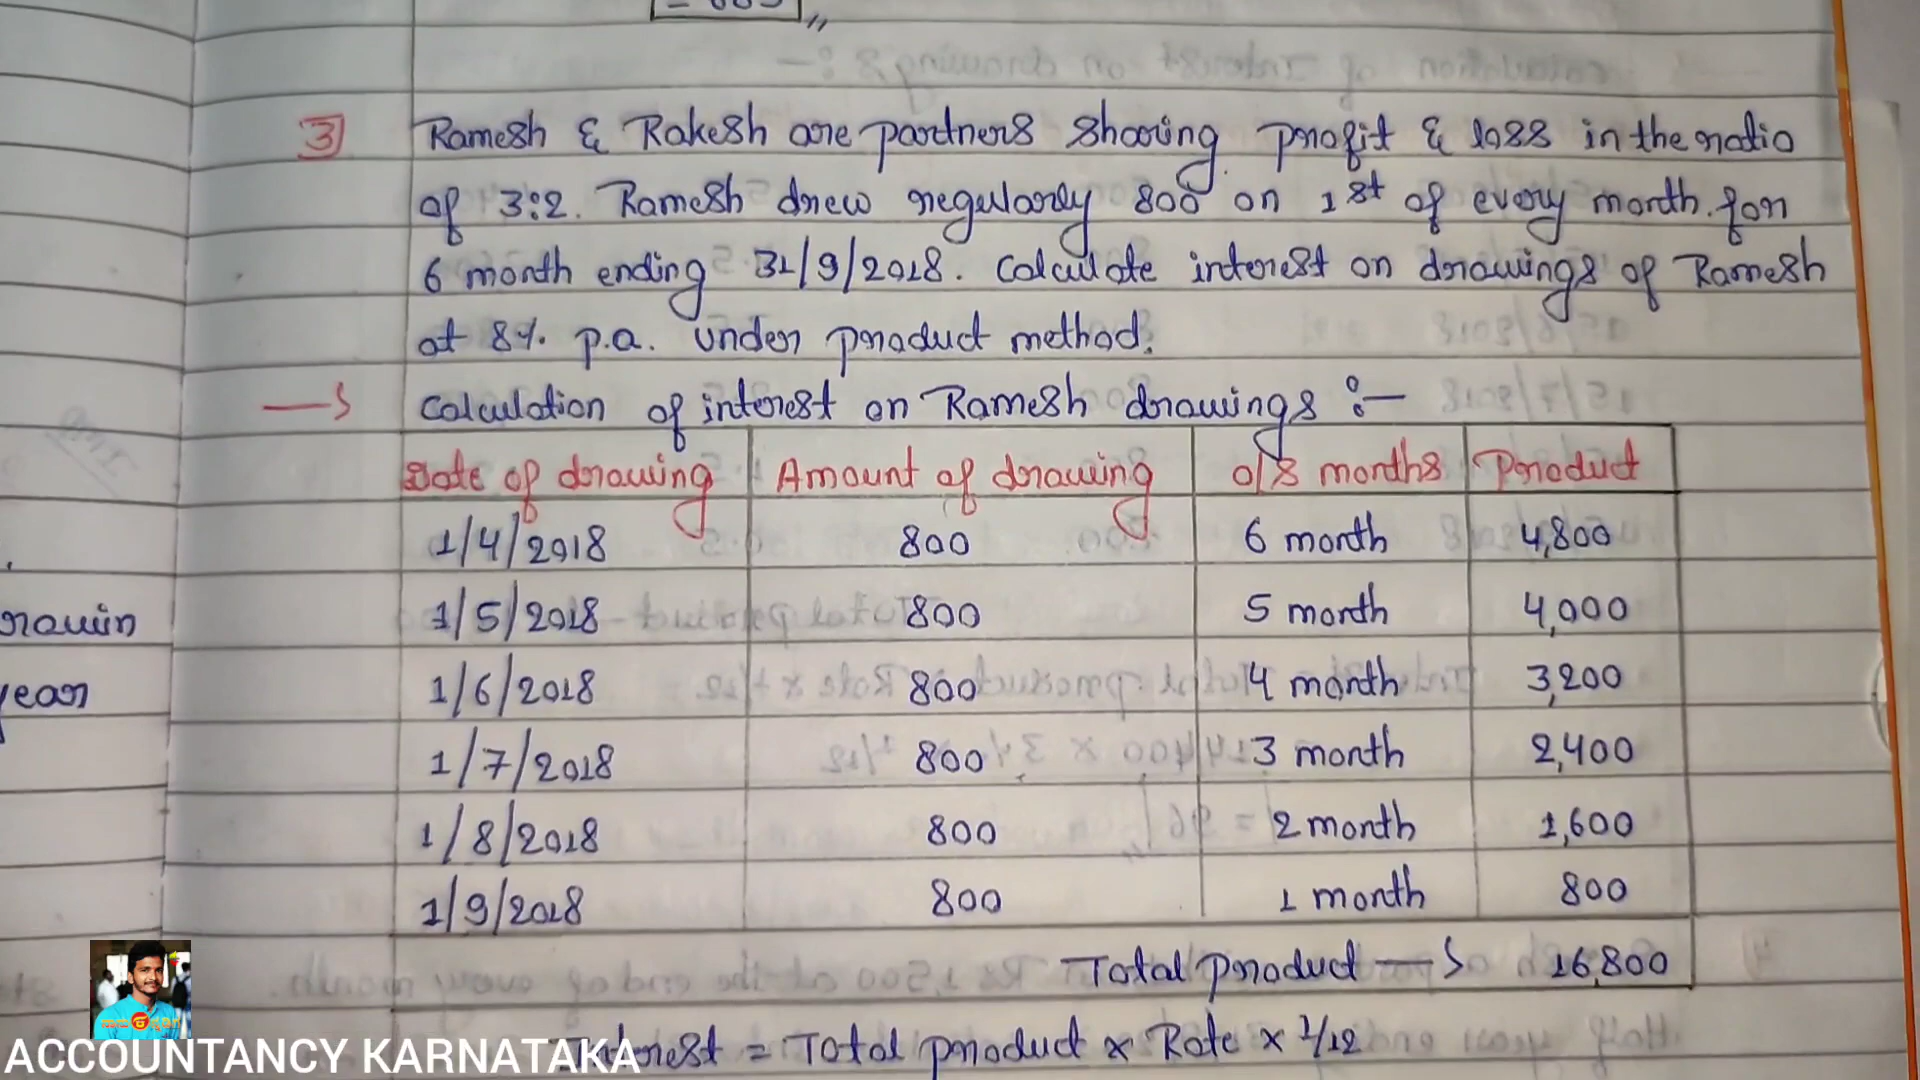 3
Ramesh & Rakesh are partners sharing profit & loss in the ratio
of 3:2. Ramesh drew regularly 800 on 1st of every month for
6 month ending 31/9/2018. Calculate interest on drawings of Ramesh
at 8% p.a. under product method.
Calculation of interest on Ramesh drawings :-
Date of drawing Amount of drawing o/s months Product
1/4/2018 800 6 month 4,800
1/5/2018 800 5 month 4,000
1/6/2018 800 4 month 3,200
1/7/2018 800 3 month 2,400
1/8/2018 800 2 month 1,600
1/9/2018 800 1 month 800
Total product → 16,800
Interest = Total product x Rate x 1/12
rawin
year
ACCOUNTANCY KARNATAKA